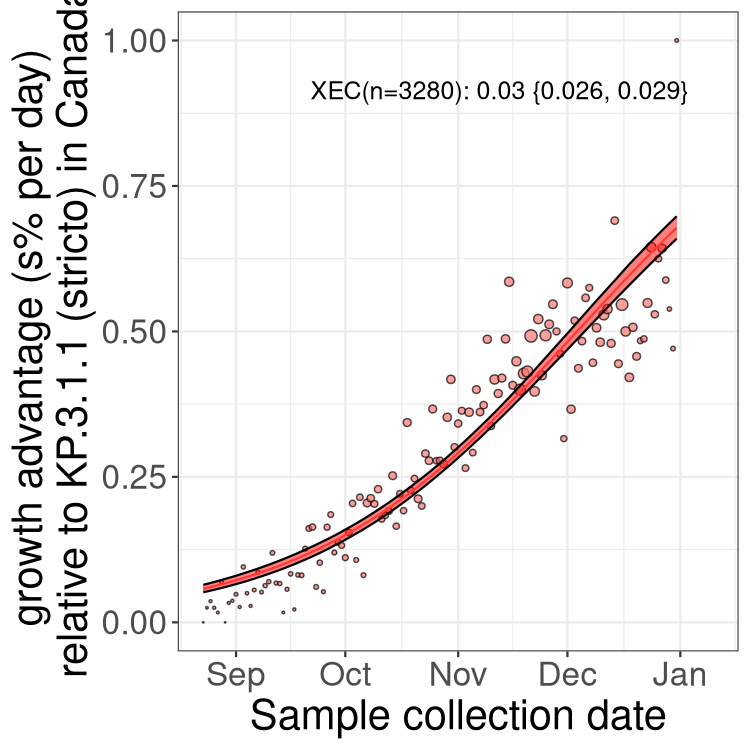 growth advantage (s% per day)
relative to KP.3.1.1 (stricto) in Canada
1.00
0.75
0.50
0.25
0.00
XEC(n=3280): 0.03 {0.026, 0.029}
Sep Oct Nov Dec Jan
Sample collection date